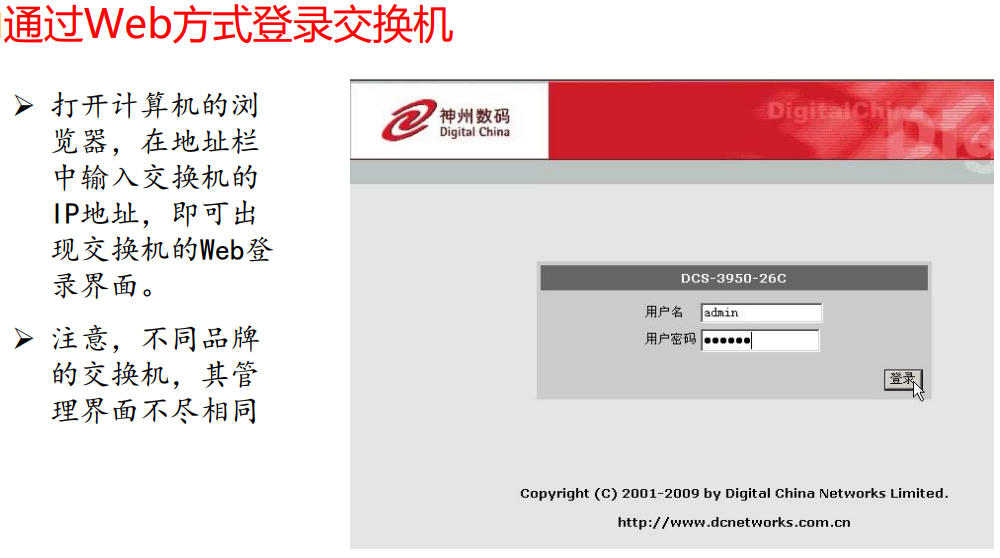 通过Web方式登录交换机
打开计算机的浏
览器，在地址栏
中输入交换机的
IP地址，即可出
现交换机的Web登
录界面。
注意，不同品牌
的交换机，其管
理界面不尽相同
神州数码
Digital China
DigitalChina
DCS-3950-26C
用户名 admin
用户密码 ●●●●●●
登录
Copyright (C) 2001-2009 by Digital China Networks Limited.
http://www.dcnetworks.com.cn